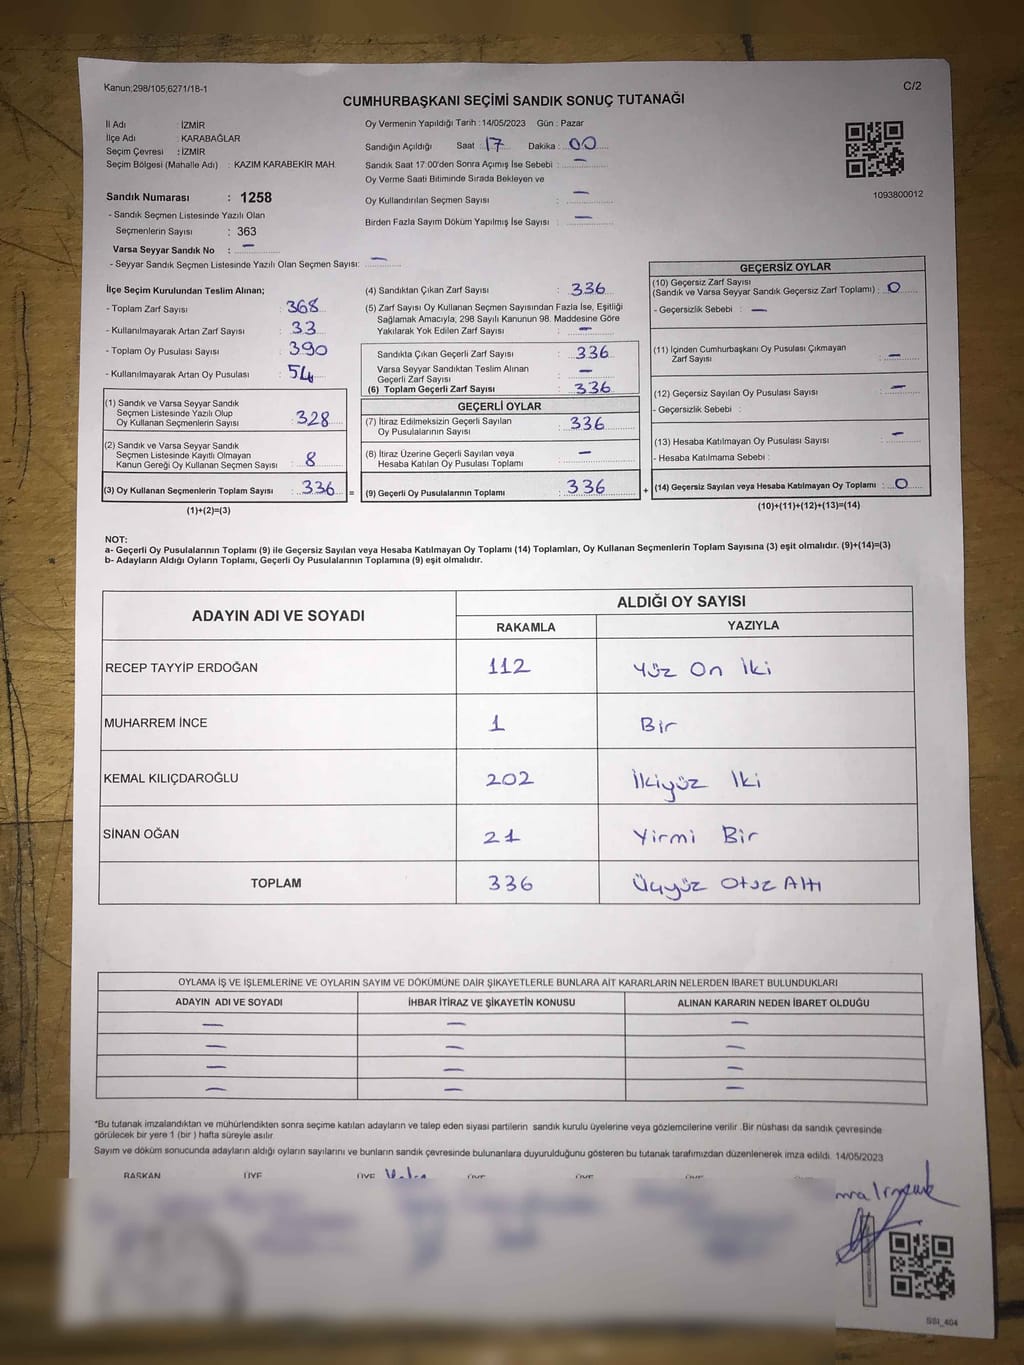 Kanun;298/105;6271/18-1
C/2
CUMHURBAŞKANI SEÇİMİ SANDIK SONUÇ TUTANAĞI
İl Adı : İZMİR
İlçe Adı : KARABAĞLAR
Seçim Çevresi : İZMİR
Seçim Bölgesi (Mahalle Adı) : KAZIM KARABEKİR MAH.
Sandık Numarası : 1258
- Sandık Seçmen Listesinde Yazılı Olan
Seçmenlerin Sayısı : 363
Varsa Seyyar Sandık No : —
- Seyyar Sandık Seçmen Listesinde Yazılı Olan Seçmen Sayısı: —
Oy Vermenin Yapıldığı Tarih : 14/05/2023 Gün : Pazar
Sandığın Açıldığı Saat : 17 Dakika : 00
Sandık Saat 17:00'den Sonra Açımış İse Sebebi : —
Oy Verme Saati Bitiminde Sırada Bekleyen ve
Oy Kullandırılan Seçmen Sayısı : —
Birden Fazla Sayım Döküm Yapılmış İse Sayısı : —
1093800012
İlçe Seçim Kurulundan Teslim Alınan;
- Toplam Zarf Sayısı : 368
- Kullanılmayarak Artan Zarf Sayısı : 33
- Toplam Oy Pusulası Sayısı : 390
- Kullanılmayarak Artan Oy Pusulası : 54
(1) Sandık ve Varsa Seyyar Sandık
Seçmen Listesinde Yazılı Olup
Oy Kullanan Seçmenlerin Sayısı : 328
(2) Sandık ve Varsa Seyyar Sandık
Seçmen Listesinde Kayıtlı Olmayan
Kanun Gereği Oy Kullanan Seçmen Sayısı : 8
(3) Oy Kullanan Seçmenlerin Toplam Sayısı : 336 =
(1)+(2)=(3)
(4) Sandıktan Çıkan Zarf Sayısı : 336
(5) Zarf Sayısı Oy Kullanan Seçmen Sayısından Fazla İse, Eşitliği
Sağlamak Amacıyla; 298 Sayılı Kanunun 98. Maddesine Göre
Yakılarak Yok Edilen Zarf Sayısı : —
Sandıkta Çıkan Geçerli Zarf Sayısı : 336
Varsa Seyyar Sandıktan Teslim Alınan
Geçerli Zarf Sayısı : —
(6) Toplam Geçerli Zarf Sayısı : 336
GEÇERLİ OYLAR
(7) İtiraz Edilmeksizin Geçerli Sayılan
Oy Pusulalarının Sayısı : 336
(8) İtiraz Üzerine Geçerli Sayılan veya
Hesaba Katılan Oy Pusulası Toplamı : —
(9) Geçerli Oy Pusulalarının Toplamı : 336 +
GEÇERSİZ OYLAR
(10) Geçersiz Zarf Sayısı
(Sandık ve Varsa Seyyar Sandık Geçersiz Zarf Toplamı) : 0
- Geçersizlik Sebebi : —
(11) İçinden Cumhurbaşkanı Oy Pusulası Çıkmayan
Zarf Sayısı : —
(12) Geçersiz Sayılan Oy Pusulası Sayısı : —
- Geçersizlik Sebebi :
(13) Hesaba Katılmayan Oy Pusulası Sayısı : —
- Hesaba Katılmama Sebebi :
(14) Geçersiz Sayılan veya Hesaba Katılmayan Oy Toplamı : 0
(10)+(11)+(12)+(13)=(14)
NOT:
a- Geçerli Oy Pusulalarının Toplamı (9) ile Geçersiz Sayılan veya Hesaba Katılmayan Oy Toplamı (14) Toplamları, Oy Kullanan Seçmenlerin Toplam Sayısına (3) eşit olmalıdır. (9)+(14)=(3)
b- Adayların Aldığı Oyların Toplamı, Geçerli Oy Pusulalarının Toplamına (9) eşit olmalıdır.
ADAYIN ADI VE SOYADI ALDIĞI OY SAYISI
RAKAMLA YAZIYLA
RECEP TAYYİP ERDOĞAN 112 Yüz On İki
MUHARREM İNCE 1 Bir
KEMAL KILIÇDAROĞLU 202 İkiyüz İki
SİNAN OĞAN 21 Yirmi Bir
TOPLAM 336 Üçyüz Otuz Altı
OYLAMA İŞ VE İŞLEMLERİNE VE OYLARIN SAYIM VE DÖKÜMÜNE DAİR ŞİKAYETLERLE BUNLARA AİT KARARLARIN NELERDEN İBARET BULUNDUKLARI
ADAYIN ADI VE SOYADI İHBAR İTİRAZ VE ŞİKAYETİN KONUSU ALINAN KARARIN NEDEN İBARET OLDUĞU
— — —
— — —
— — —
— — —
*Bu tutanak imzalandıktan ve mühürlendikten sonra seçime katılan adayların ve talep eden siyasi partilerin sandık kurulu üyelerine veya gözlemcilerine verilir .Bir nüshası da sandık çevresinde
görülecek bir yere 1 (bir ) hafta süreyle asılır.
Sayım ve döküm sonucunda adayların aldığı oyların sayılarını ve bunların sandık çevresinde bulunanlara duyurulduğunu gösteren bu tutanak tarafımızdan düzenlenerek imza edildi. 14/05/2023
BAŞKAN ÜYE ÜYE ÜYE ÜYE
SSI_404